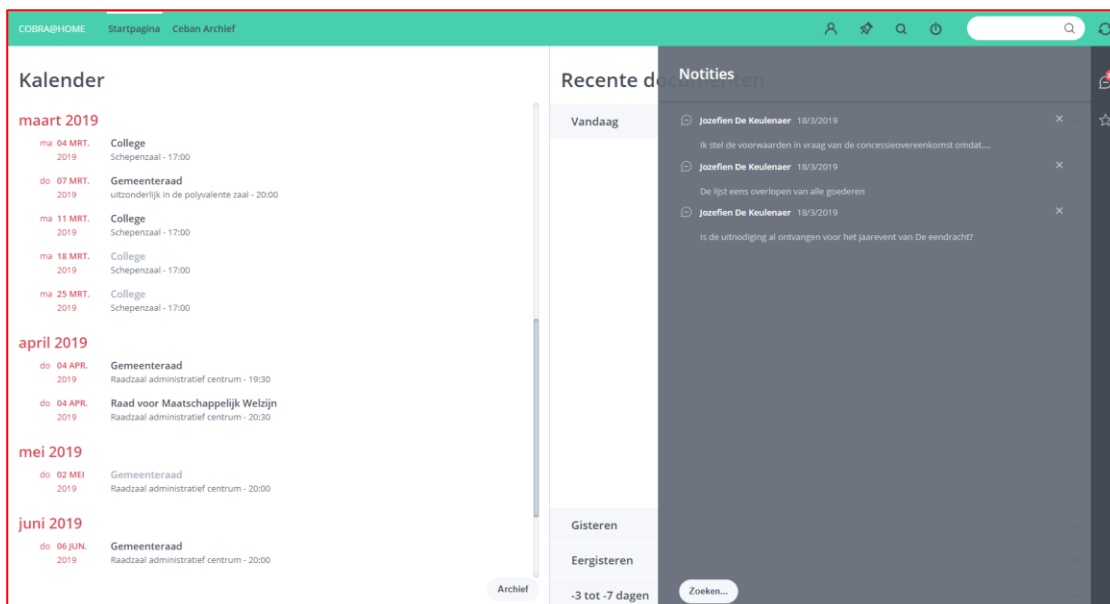 COBRA@HOME Startpagina Ceban Archief
Kalender
maart 2019
ma 04 MRT. 2019
College
Schepenzaal - 17:00
do 07 MRT. 2019
Gemeenteraad
uitzonderlijk in de polyvalente zaal - 20:00
ma 11 MRT. 2019
College
Schepenzaal - 17:00
ma 18 MRT. 2019
College
Schepenzaal - 17:00
ma 25 MRT. 2019
College
Schepenzaal - 17:00
april 2019
do 04 APR. 2019
Gemeenteraad
Raadzaal administratief centrum - 19:30
do 04 APR. 2019
Raad voor Maatschappelijk Welzijn
Raadzaal administratief centrum - 20:30
mei 2019
do 02 MEI 2019
Gemeenteraad
Raadzaal administratief centrum - 20:00
juni 2019
do 06 JUN. 2019
Gemeenteraad
Raadzaal administratief centrum - 20:00
Archief
Recente documenten
Vandaag
Gisteren
Eergisteren
-3 tot -7 dagen
Notities
Jozefien De Keulenaer 18/3/2019
Ik stel de voorwaarden in vraag van de concessieovereenkomst omdat....
Jozefien De Keulenaer 18/3/2019
De lijst eens overlopen van alle goederen
Jozefien De Keulenaer 18/3/2019
Is de uitnodiging al ontvangen voor het jaarevent van De eendracht?
Zoeken...